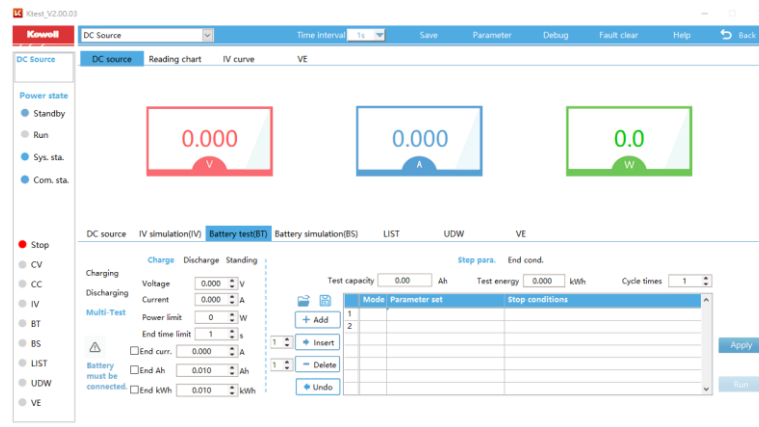 Xtest_V2.00.03
Kewell DC Source Time Interval 1s Save Parameter Debug Fault clear Help Back
DC Source DC source Reading chart IV curve VE
Power state
Standby
Run
Sys. sta.
Com. sta.
0.000 0.000 0.0
V A W
DC source IV simulation(IV) Battery test(BT) Battery simulation(BS) LIST UDW VE
Stop
CV
CC
IV
BT
BS
LIST
UDW
VE
Charge Discharge Standing
Charging
Discharging
Multi-Test
Battery
must be
connected.
Voltage 0.000 V
Current 0.000 A
Power limit 0 W
End time limit 1 s
End curr. 0.000 A
End Ah 0.010 Ah
End kWh 0.010 kWh
Step para. End cond.
Test capacity 0.00 Ah Test energy 0.000 kWh Cycle times 1
Mode Parameter set Stop conditions
1
2
+ Add
1 Insert
1 Delete
Undo
Apply
Run